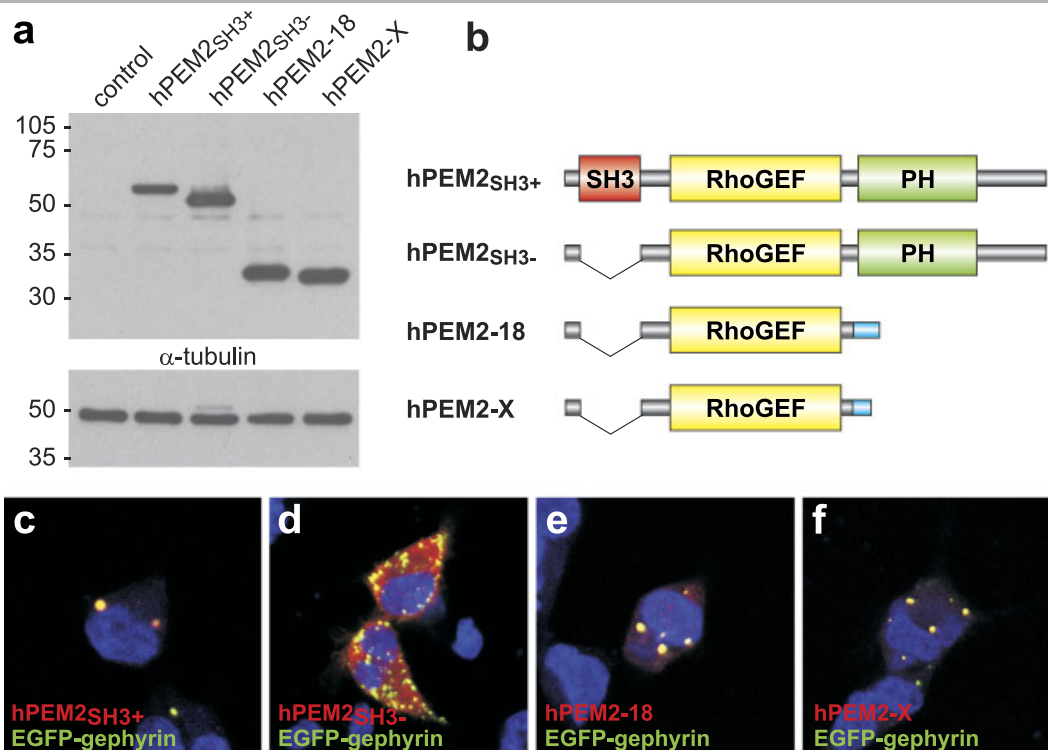 a
control
hPEM2SH3+
hPEM2SH3-
hPEM2-18
hPEM2-X
105
75
50
35
30
α-tubulin
50
35
b
hPEM2SH3+
SH3
RhoGEF
PH
hPEM2SH3-
RhoGEF
PH
hPEM2-18
RhoGEF
hPEM2-X
RhoGEF
c
hPEM2SH3+
EGFP-gephyrin
d
hPEM2SH3-
EGFP-gephyrin
e
hPEM2-18
EGFP-gephyrin
f
hPEM2-X
EGFP-gephyrin